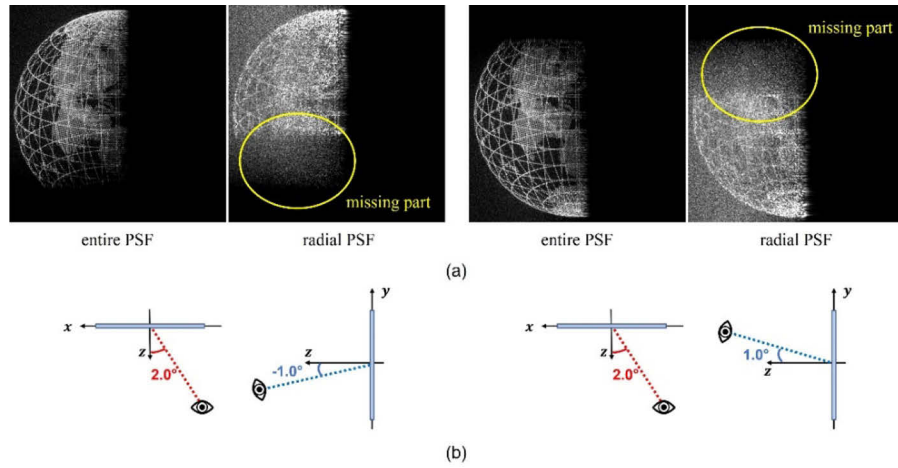 missing part
missing part
entire PSF
radial PSF
entire PSF
radial PSF
(a)
x
z
2.0°
y
z
-1.0°
x
z
2.0°
y
z
1.0°
(b)